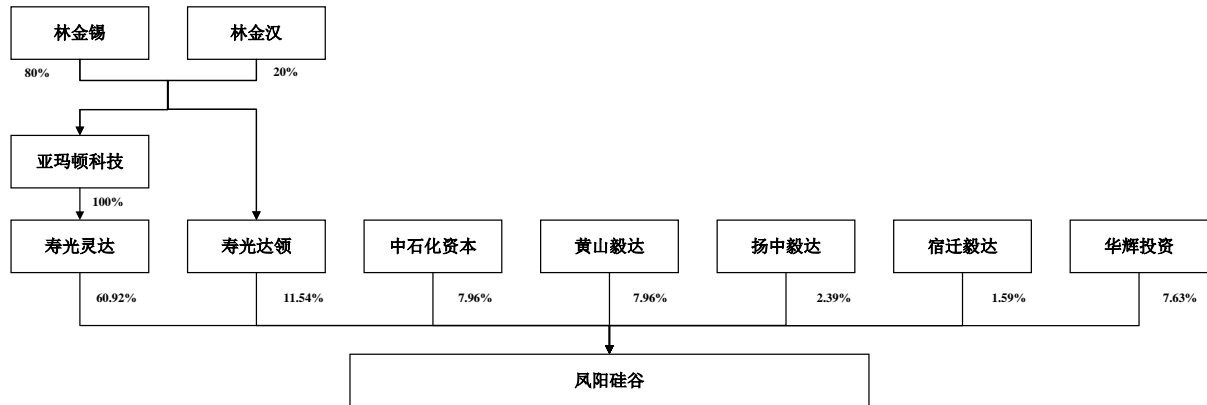 林金锡
林金汉
80%
20%
亚玛顿科技
100%
寿光灵达
寿光达领
中石化资本
黄山毅达
扬中毅达
宿迁毅达
华辉投资
60.92%
11.54%
7.96%
7.96%
2.39%
1.59%
7.63%
凤阳硅谷